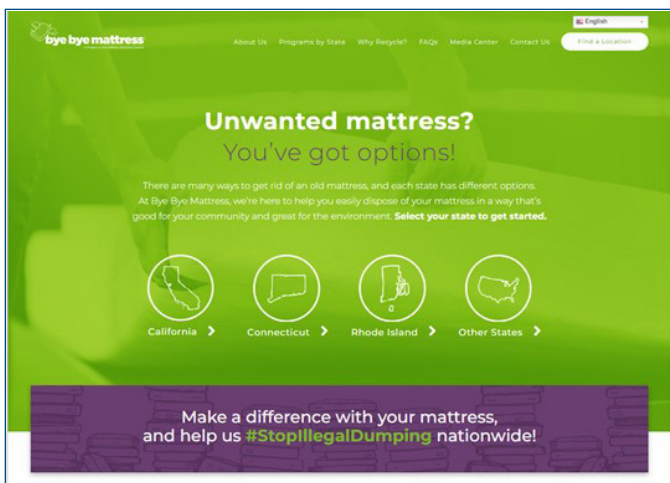 English
bye bye mattress
About Us Programs by State Why Recycle? FAQs Media Center Contact Us Find a Location
Unwanted mattress?
You've got options!
There are many ways to get rid of an old mattress, and each state has different options.
At Bye Bye Mattress, we're here to help you easily dispose of your mattress in a way that's
good for your community and great for the environment. Select your state to get started.
California Connecticut Rhode Island Other States
Make a difference with your mattress,
and help us #StopIllegalDumping nationwide!